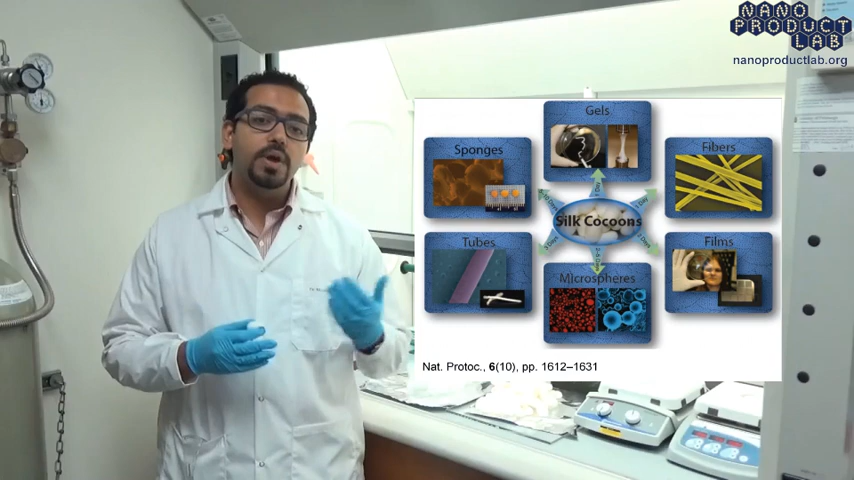 NANO
PRODUCT
LAB
nanoproductlab.org
Gels
Sponges
Fibers
Silk Cocoons
Tubes
Films
Microspheres
Nat. Protoc., 6(10), pp. 1612–1631